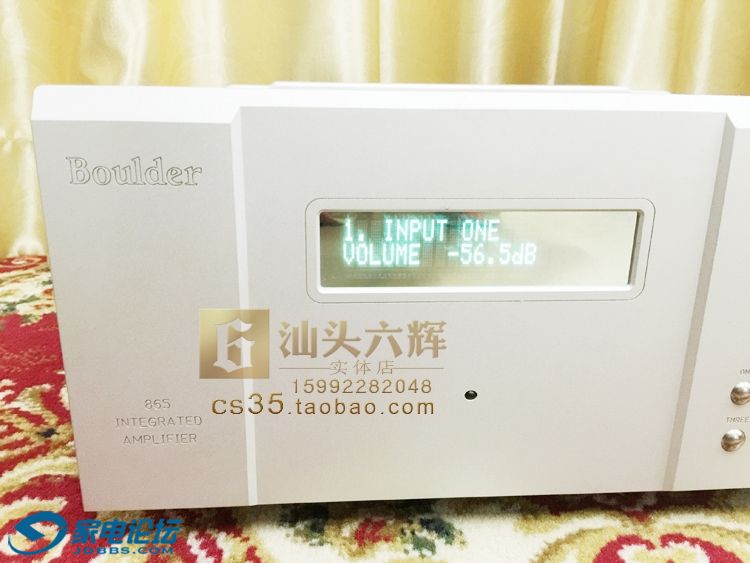 Boulder
1. INPUT ONE
VOLUME -56.5dB
汕头六辉
实体店
15992282048
cs35.taobao.com
865
INTEGRATED
AMPLIFIER
THREE
家电论坛
JDBBS.COM